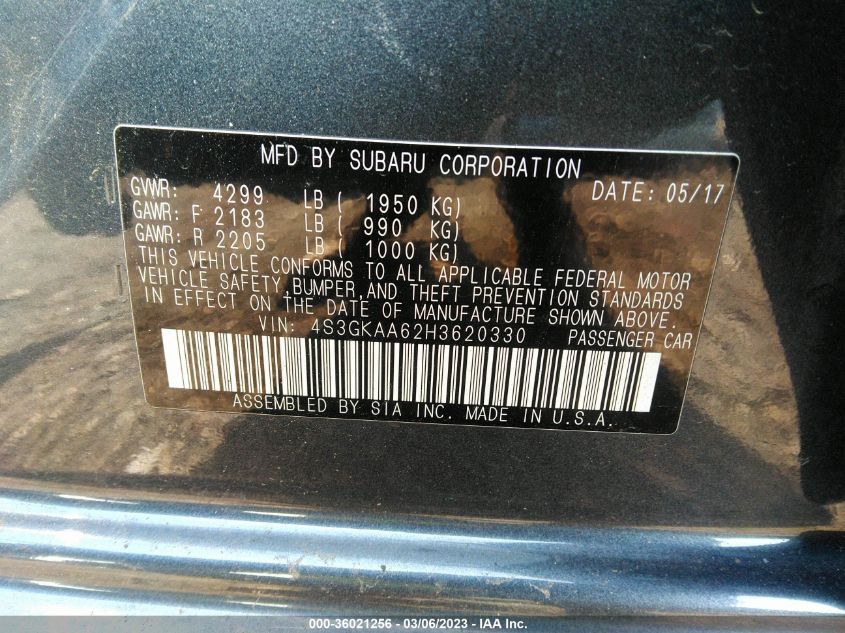 MFD BY SUBARU CORPORATION
DATE: 05/17
GVWR: 4299 LB ( 1950 KG)
GAWR: F 2183 LB ( 990 KG)
GAWR: R 2205 LB ( 1000 KG)
THIS VEHICLE CONFORMS TO ALL APPLICABLE FEDERAL MOTOR
VEHICLE SAFETY,BUMPER,AND THEFT PREVENTION STANDARDS
IN EFFECT ON THE DATE OF MANUFACTURE SHOWN ABOVE.
VIN: 4S3GKAA62H3620330 PASSENGER CAR
ASSEMBLED BY SIA INC. MADE IN U.S.A.
000-36021256 - 03/06/2023 - IAA Inc.